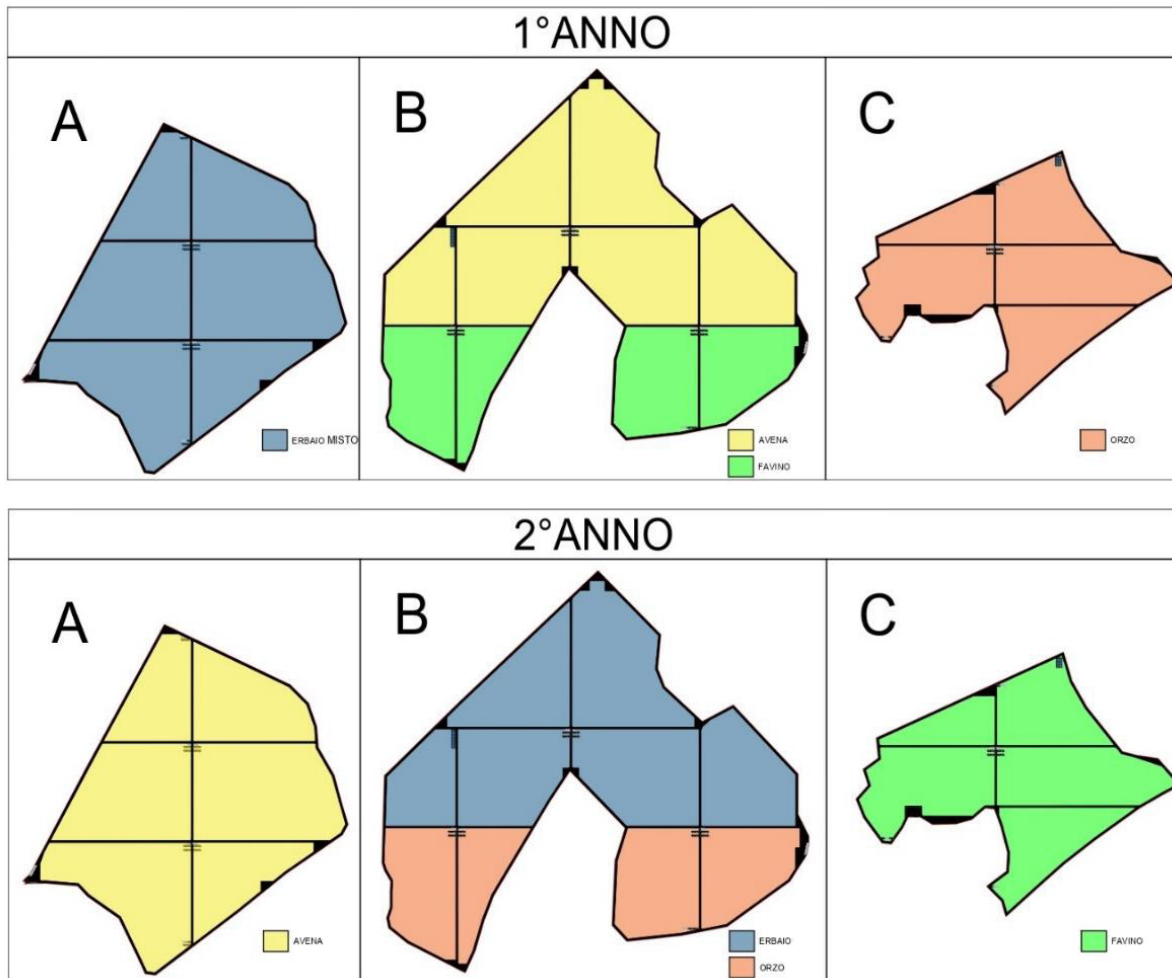 1°ANNO
A
B
C
ERBAIO MISTO
AVENA
FAVINO
ORZO
2°ANNO
A
B
C
AVENA
ERBAIO
ORZO
FAVINO